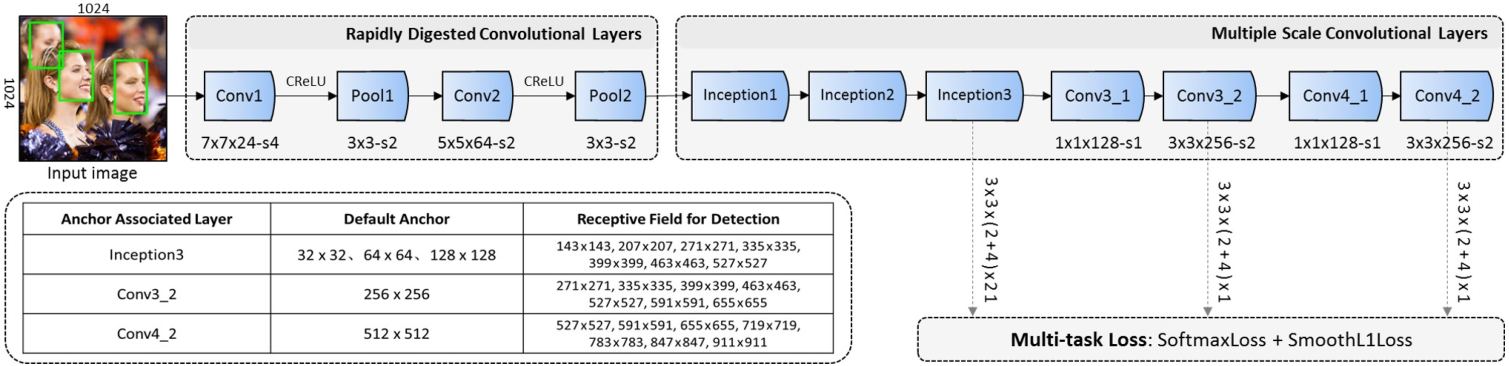 1024
1024
Input image
Rapidly Digested Convolutional Layers
Conv1
CReLU
Pool1
Conv2
CReLU
Pool2
7x7x24-s4
3x3-s2
5x5x64-s2
3x3-s2
Multiple Scale Convolutional Layers
Inception1
Inception2
Inception3
Conv3_1
Conv3_2
Conv4_1
Conv4_2
1x1x128-s1
3x3x256-s2
1x1x128-s1
3x3x256-s2
3x3x(2+4)x21
3x3x(2+4)x1
3x3x(2+4)x1
Anchor Associated Layer
Default Anchor
Receptive Field for Detection
Inception3
32 x 32、64 x 64、128 x 128
143x143, 207x207, 271x271, 335x335,
399x399, 463x463, 527x527
Conv3_2
256 x 256
271x271, 335x335, 399x399, 463x463,
527x527, 591x591, 655x655
Conv4_2
512 x 512
527x527, 591x591, 655x655, 719x719,
783x783, 847x847, 911x911
Multi-task Loss: SoftmaxLoss + SmoothL1Loss